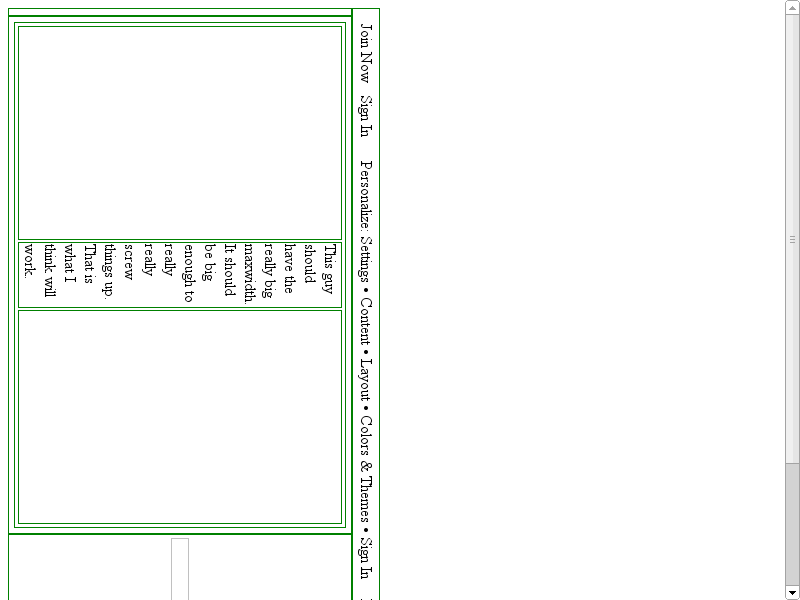 Join Now Sign In Personalize: Settings • Content • Layout • Colors & Themes • Sign In
This guy
should
have the
really big
maxwidth.
It should
be big
enough to
really
really
screw
things up.
That is
what I
think will
work.